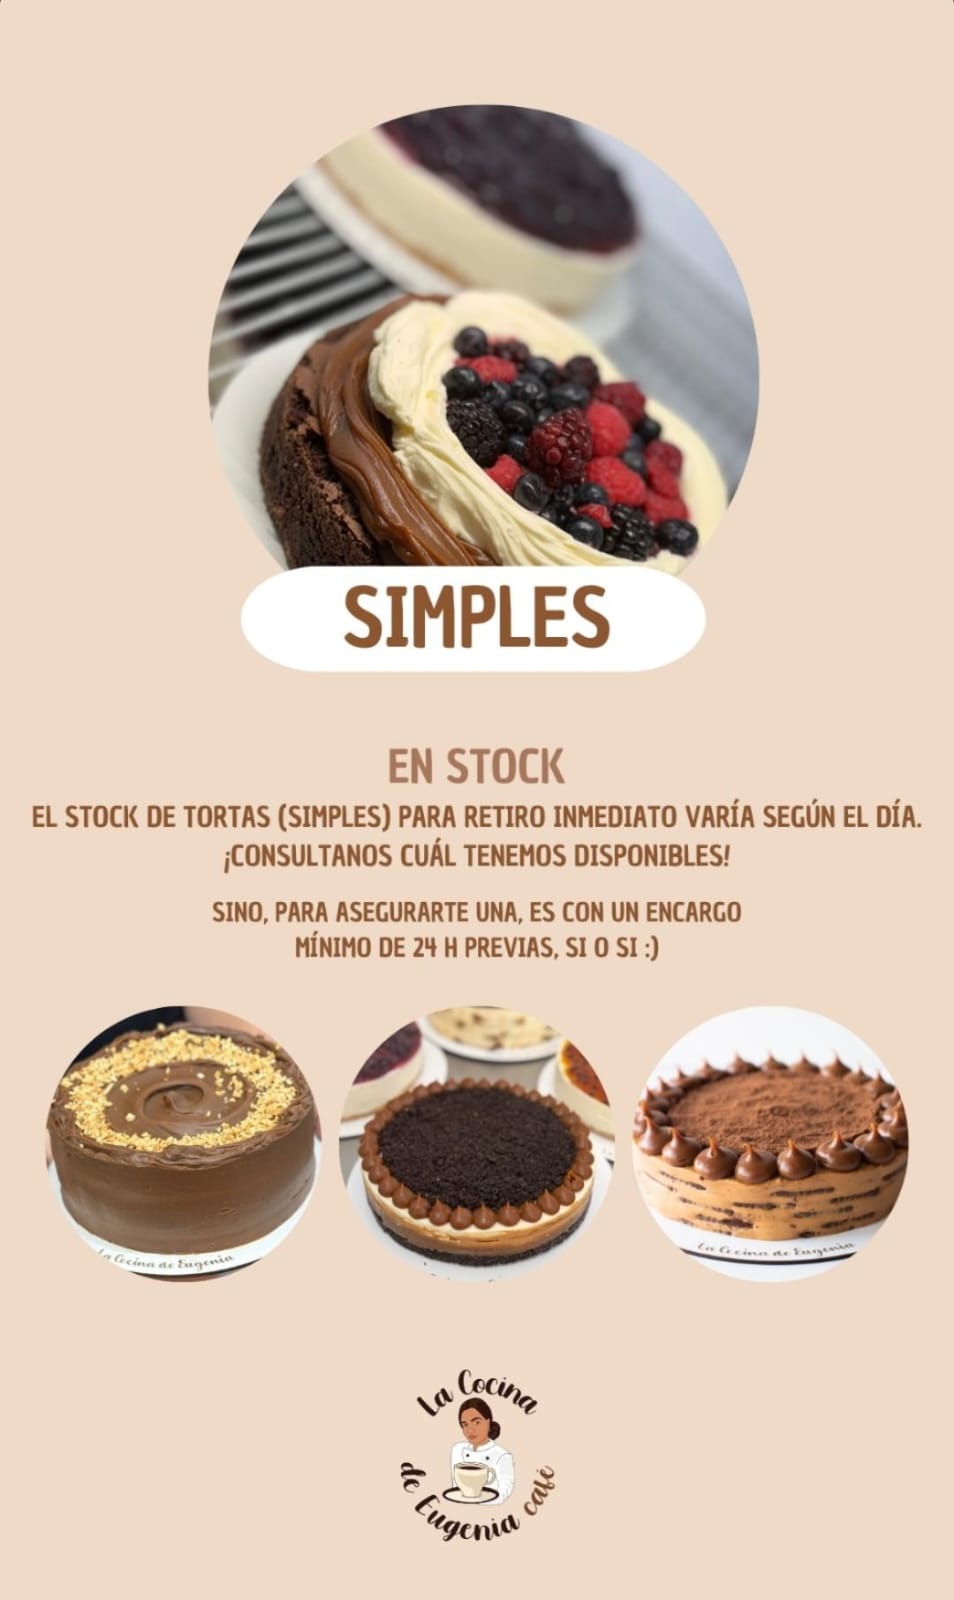 SIMPLES
EN STOCK
EL STOCK DE TORTAS (SIMPLES) PARA RETIRO INMEDIATO VARÍA SEGÚN EL DÍA.
¡CONSULTANOS CUÁL TENEMOS DISPONIBLES!
SINO, PARA ASEGURARTE UNA, ES CON UN ENCARGO
MÍNIMO DE 24 H PREVIAS, SI O SI :)
La Cocina de Eugenia
La Cocina de Eugenia
La Cocina
de Eugenia café